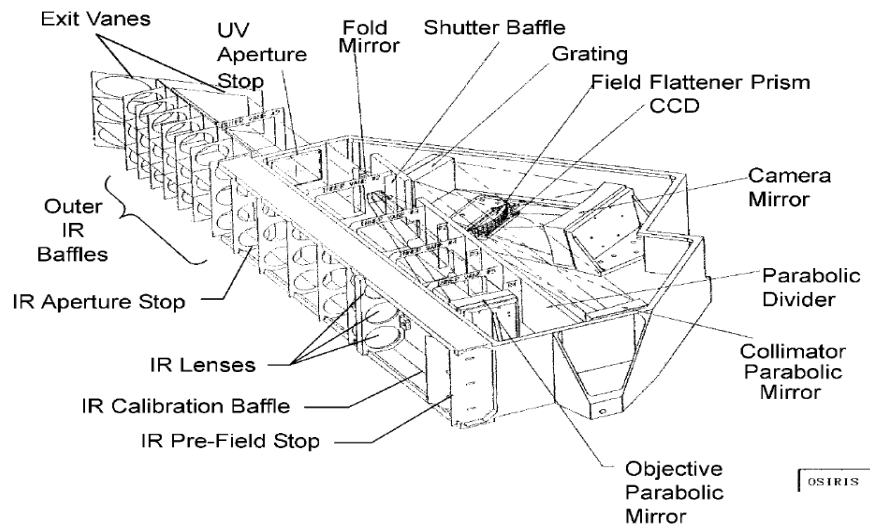 Exit Vanes
UV
Aperture
Stop
Fold
Mirror
Shutter Baffle
Grating
Field Flattener Prism
CCD
Camera
Mirror
Outer
IR
Baffles
IR Aperture Stop
Parabolic
Divider
IR Lenses
Collimator
Parabolic
Mirror
IR Calibration Baffle
IR Pre-Field Stop
Objective
Parabolic
Mirror
OSIRIS